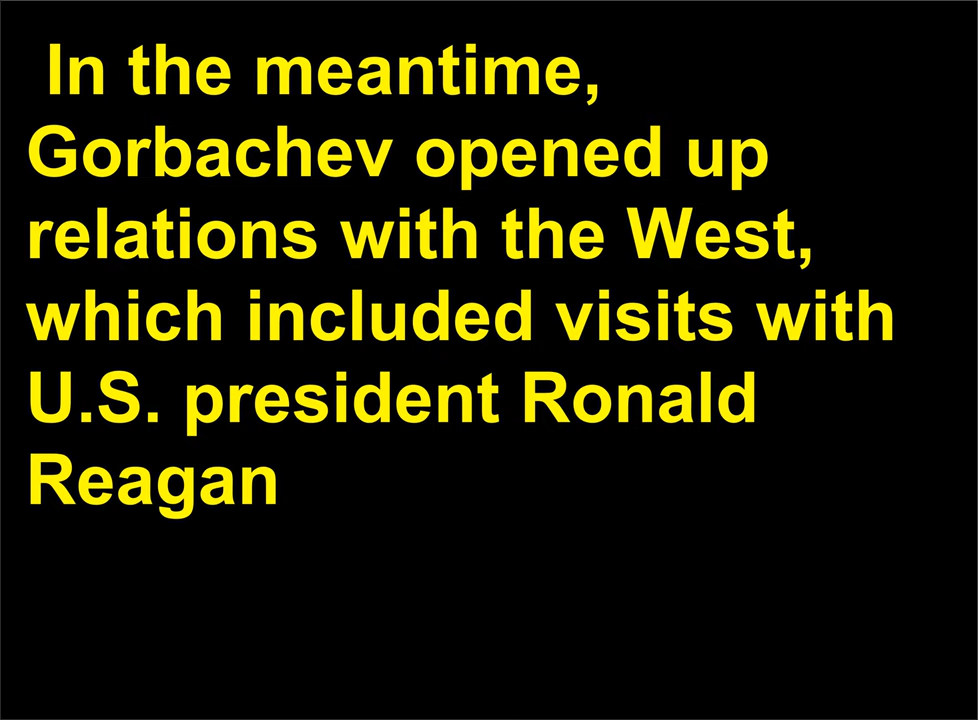 In the meantime,
Gorbachev opened up
relations with the West,
which included visits with
U.S. president Ronald
Reagan